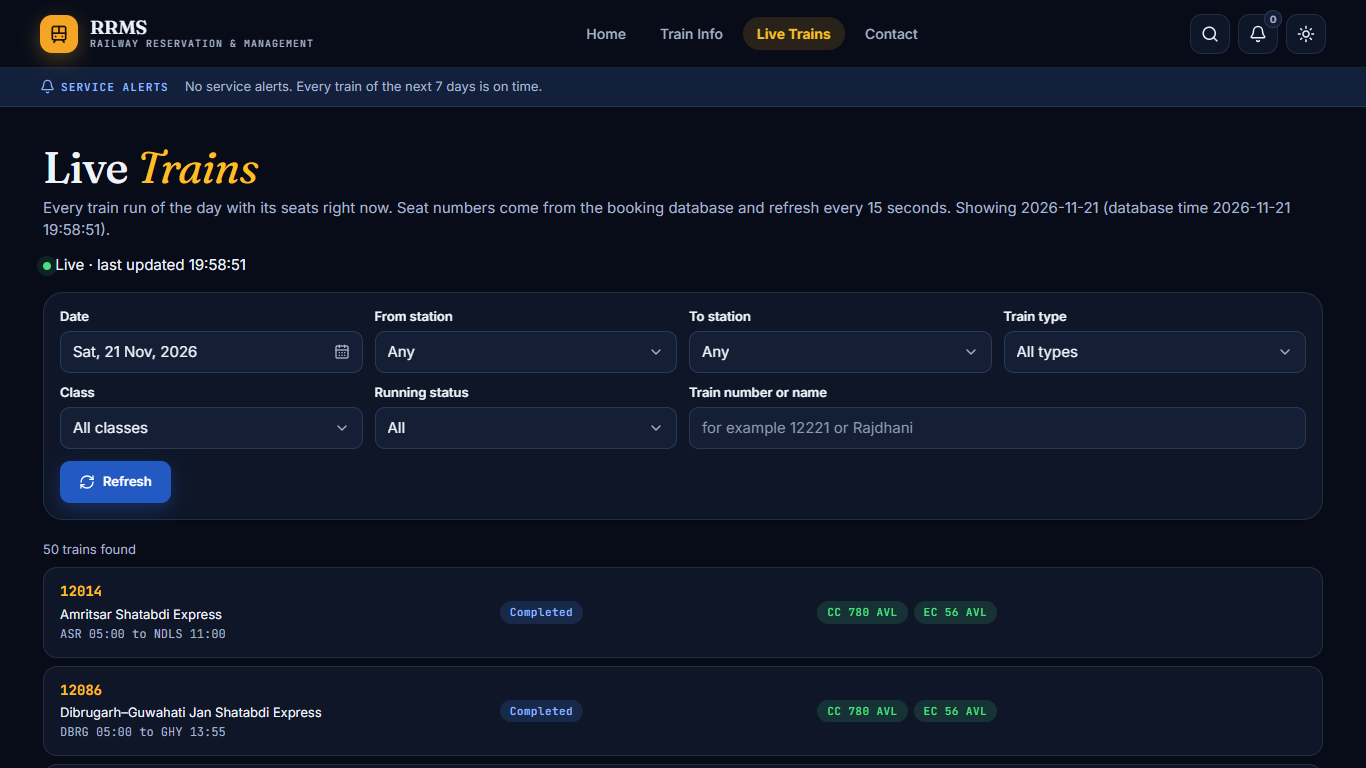 RRMS
RAILWAY RESERVATION & MANAGEMENT
Home
Train Info
Live Trains
Contact
0
SERVICE ALERTS
No service alerts. Every train of the next 7 days is on time.
Live Trains
Every train run of the day with its seats right now. Seat numbers come from the booking database and refresh every 15 seconds. Showing 2026-11-21 (database time 2026-11-21
19:58:51).
Live · last updated 19:58:51
Date
From station
To station
Train type
Sat, 21 Nov, 2026
Any
Any
All types
Class
Running status
Train number or name
All classes
All
for example 12221 or Rajdhani
Refresh
50 trains found
12014
Amritsar Shatabdi Express
ASR 05:00 to NDLS 11:00
Completed
CC 780 AVL
EC 56 AVL
12086
Dibrugarh–Guwahati Jan Shatabdi Express
DBRG 05:00 to GHY 13:55
Completed
CC 780 AVL
EC 56 AVL